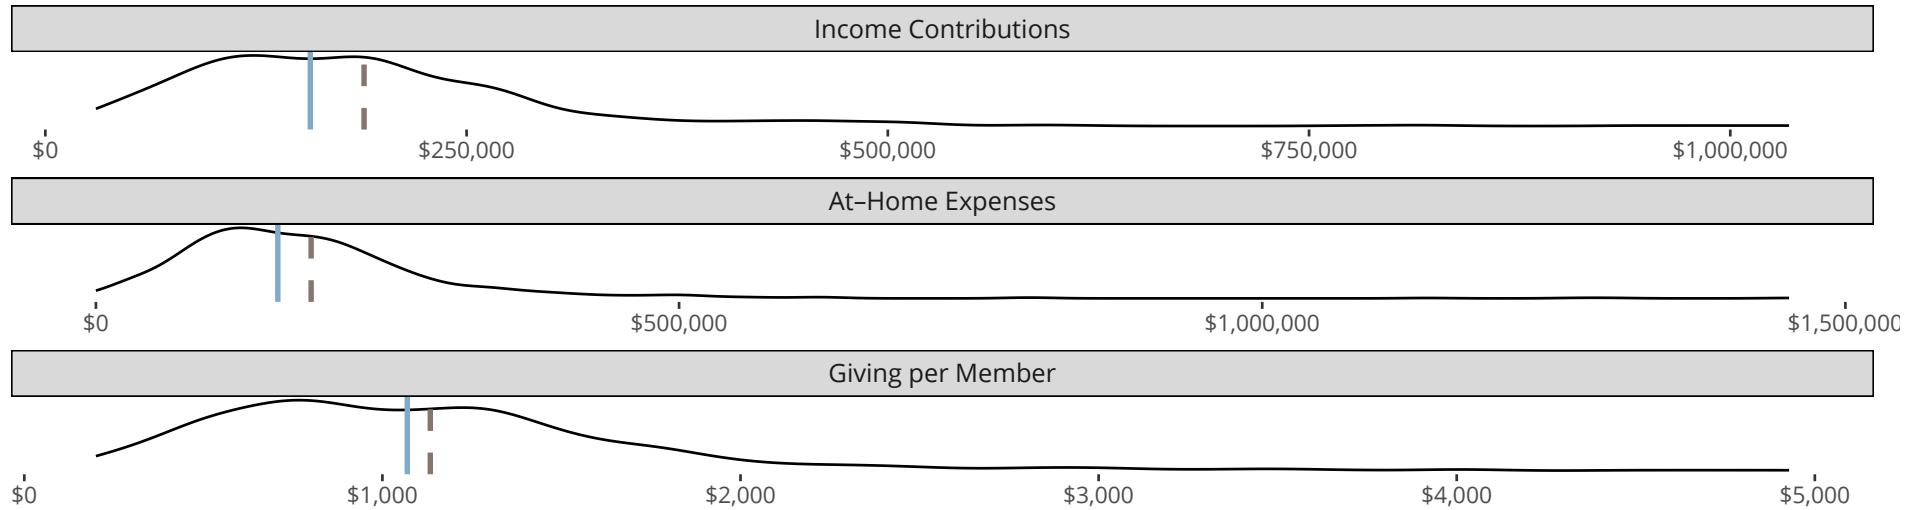 Income Contributions
$0 $250,000 $500,000 $750,000 $1,000,000
At–Home Expenses
$0 $500,000 $1,000,000 $1,500,000
Giving per Member
$0 $1,000 $2,000 $3,000 $4,000 $5,000